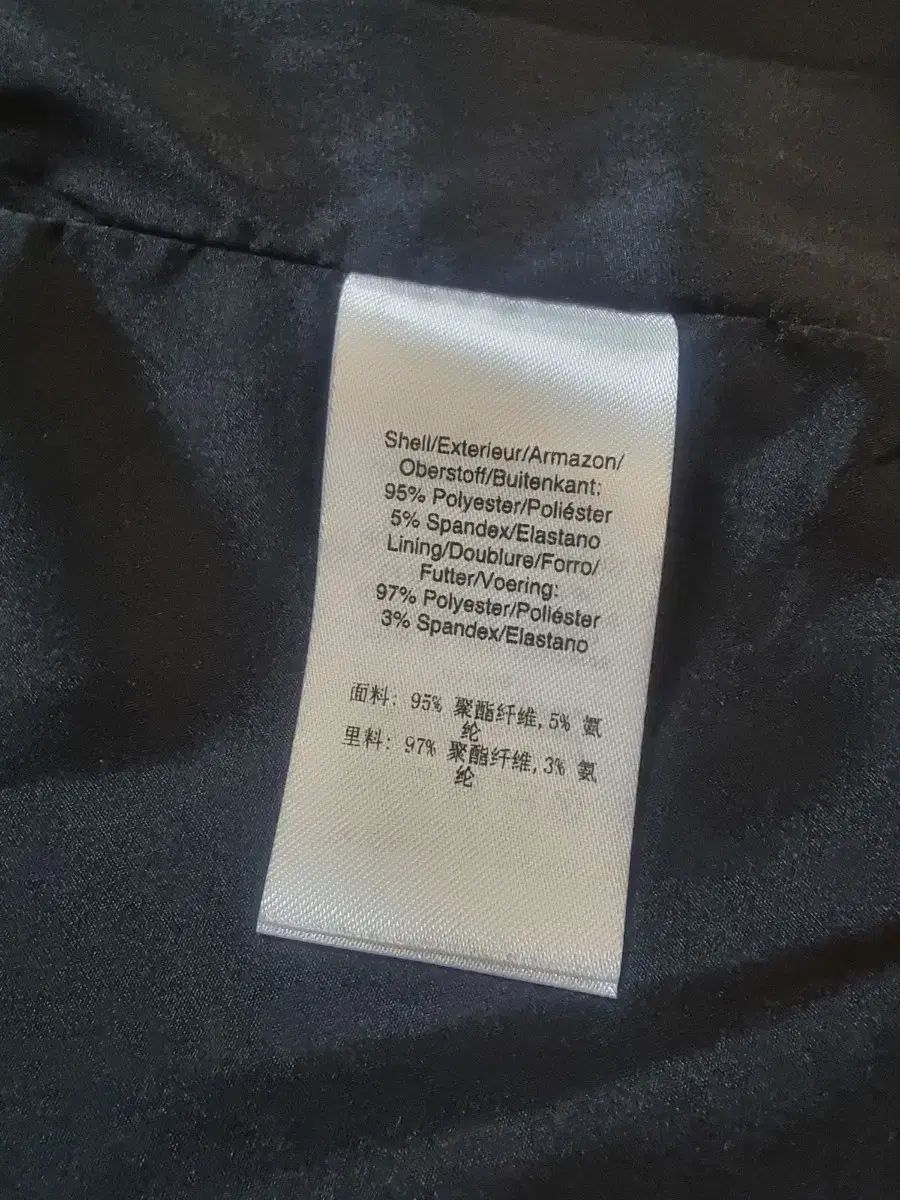 Shell/Exterieur/Armazon/
Oberstoff/Buitenkant:
95% Polyester/Poliéster
5% Spandex/Elastano
Lining/Doublure/Forro/
Futter/Voering:
97% Polyester/Poliéster
3% Spandex/Elastano
面料: 95% 聚酯纤维,5% 氨
纶
里料: 97% 聚酯纤维,3% 氨
纶